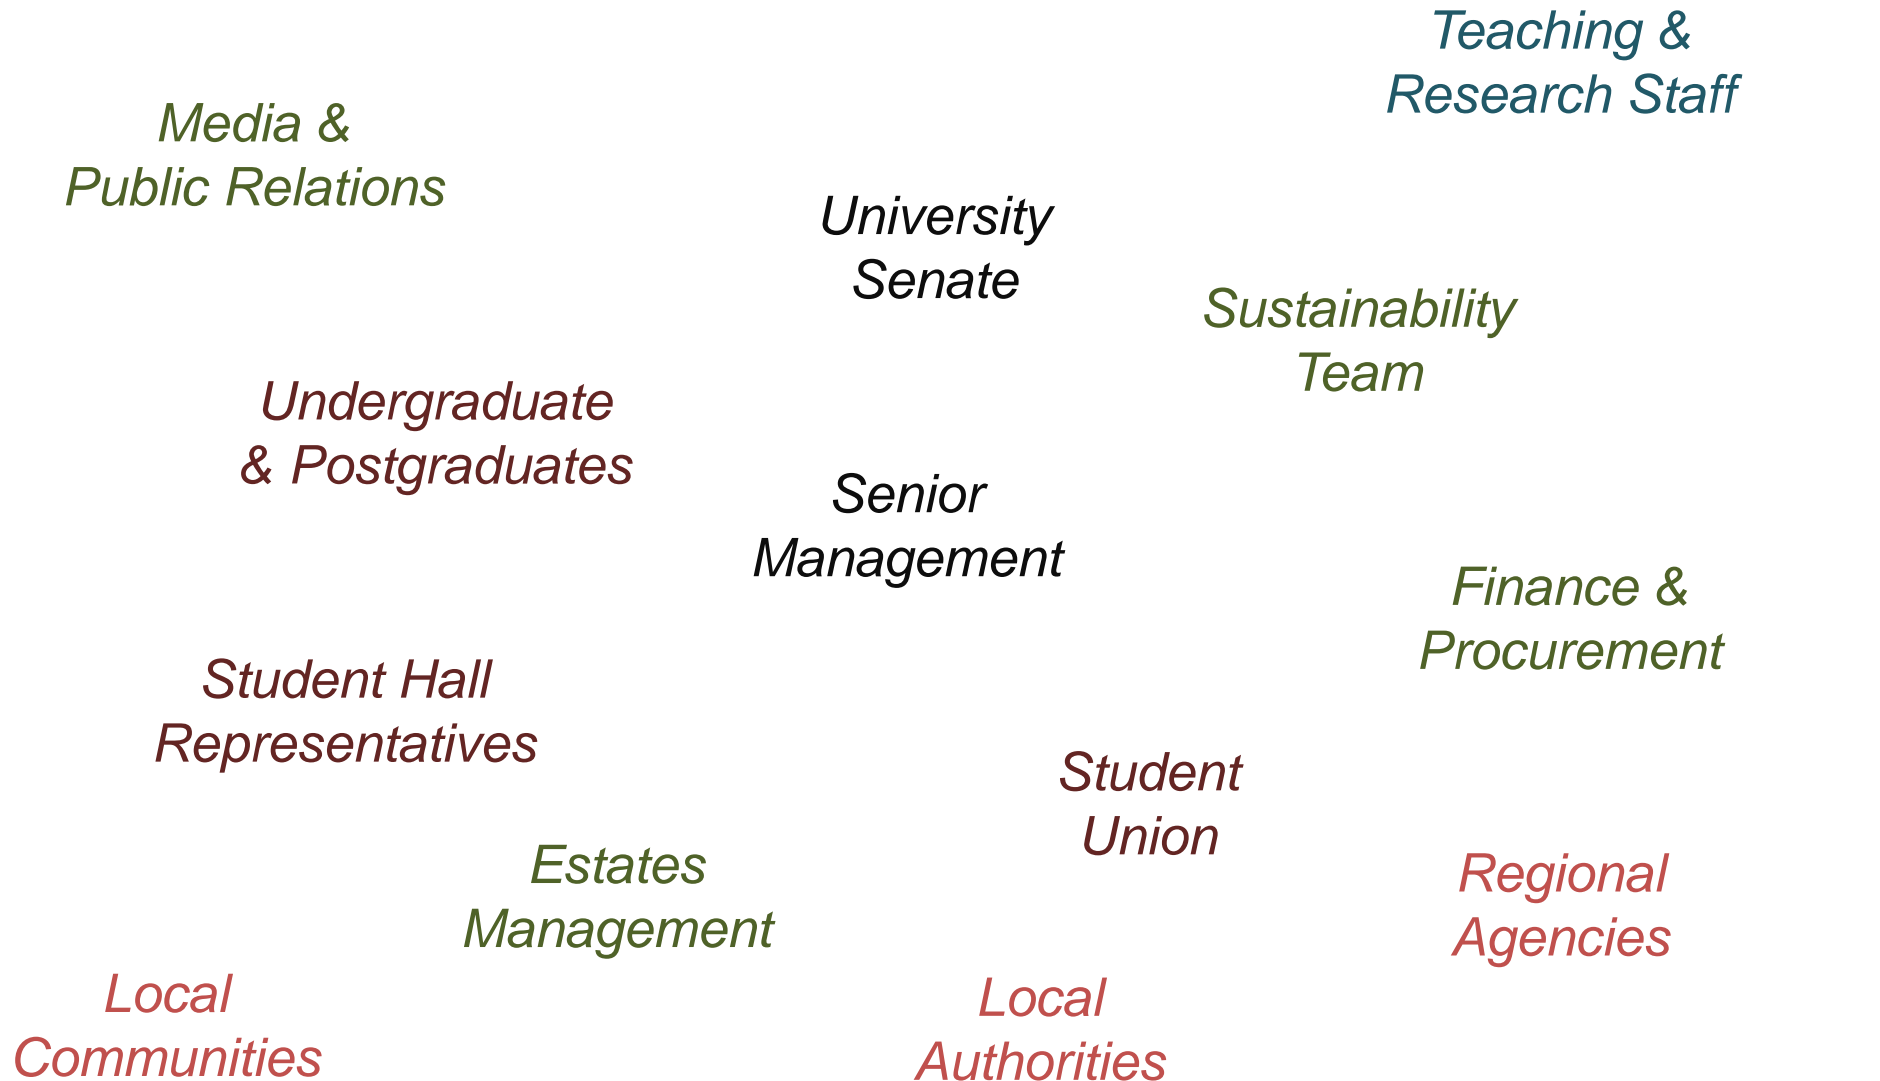 Teaching &
Research Staff
Media &
Public Relations
University
Senate
Sustainability
Team
Undergraduate
& Postgraduates
Senior
Management
Finance &
Procurement
Student Hall
Representatives
Student
Union
Estates
Management
Regional
Agencies
Local
Communities
Local
Authorities